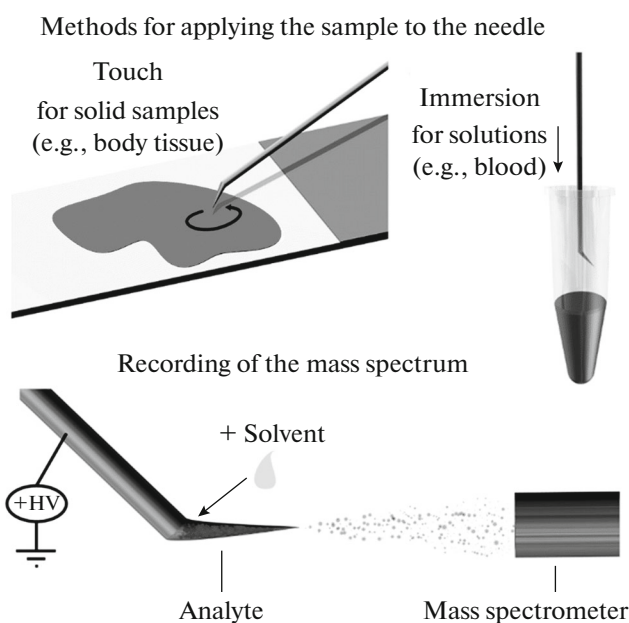 Methods for applying the sample to the needle
Touch
for solid samples
(e.g., body tissue)
Immersion
for solutions
(e.g., blood)
Recording of the mass spectrum
+ Solvent
+HV
Analyte
Mass spectrometer